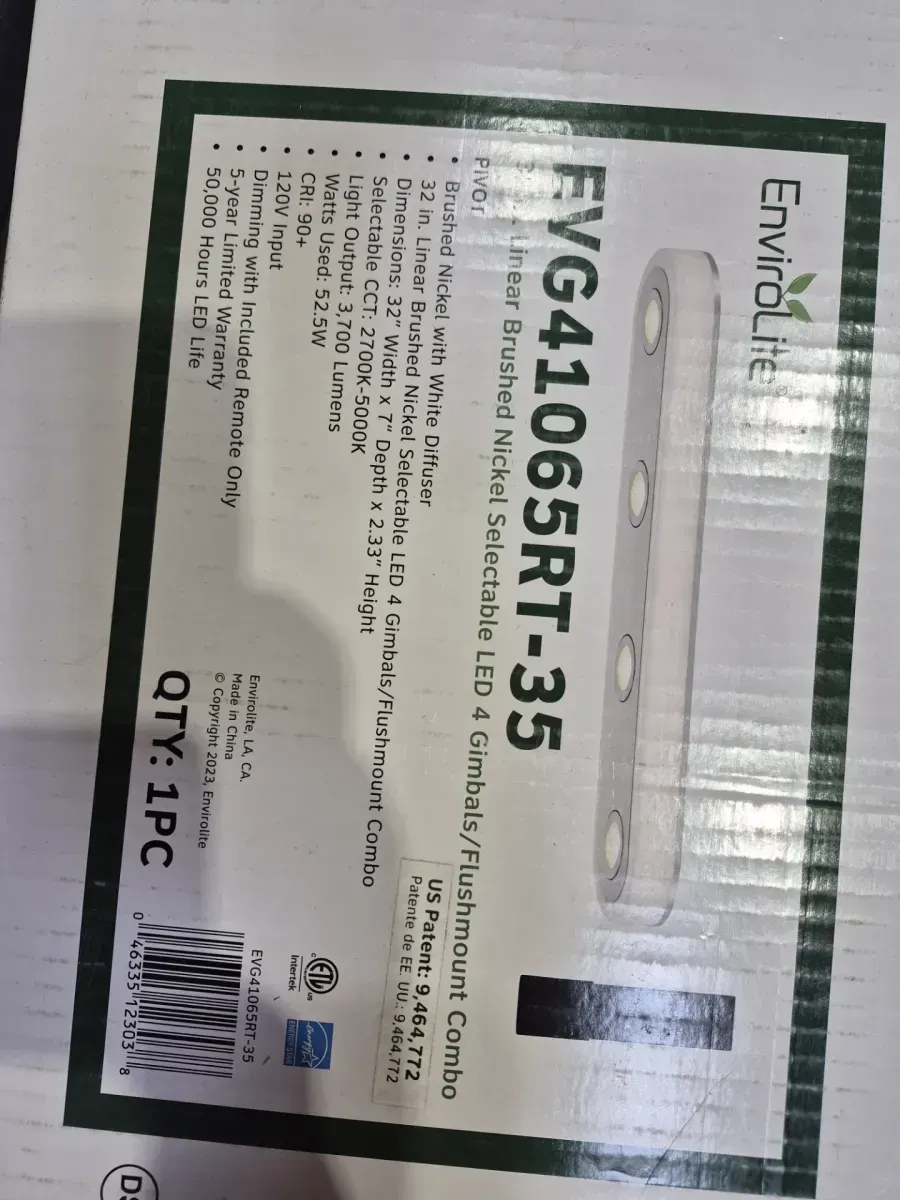 EnviroLite
EVG41065RT-35
Linear Brushed Nickel Selectable LED 4 Gimbals/Flushmount Combo
PIVOT
• Brushed Nickel with White Diffuser
• 32 in. Linear Brushed Nickel Selectable LED 4 Gimbals/Flushmount Combo
• Dimensions: 32" Width x 7" Depth x 2.33" Height
• Selectable CCT: 2700K-5000K
• Light Output: 3,700 Lumens
• Watts Used: 52.5W
• CRI: 90+
• 120V Input
• Dimming with Included Remote Only
• 5-year Limited Warranty
• 50,000 Hours LED Life
US Patent: 9,464,772
Patente de EE. UU.: 9,464,772
Envirolite, LA, CA.
Made in China
© Copyright 2023, Envirolite
QTY: 1PC
c ETL us
Intertek
energy
ENERGY STAR
EVG41065RT-35
0 46335 12303 8